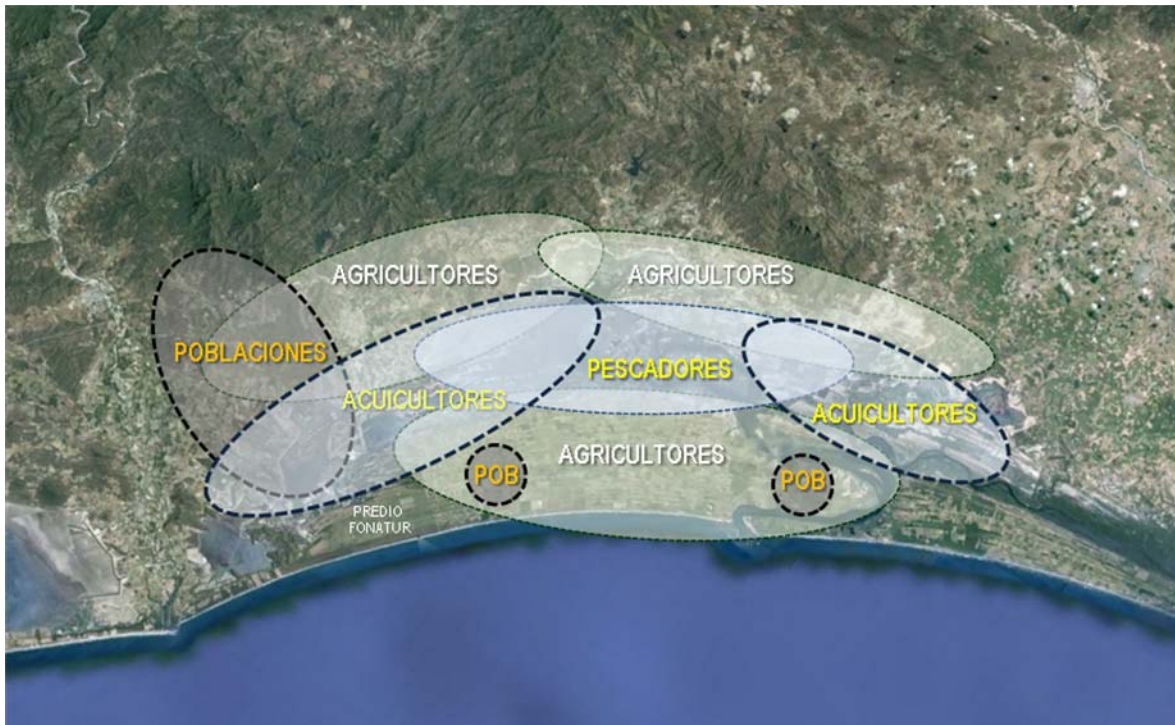 AGRICULTORES
AGRICULTORES
POBLACIONES
PESCADORES
ACUICULTORES
ACUICULTORES
AGRICULTORES
POB
POB
PREDIO
FONATUR